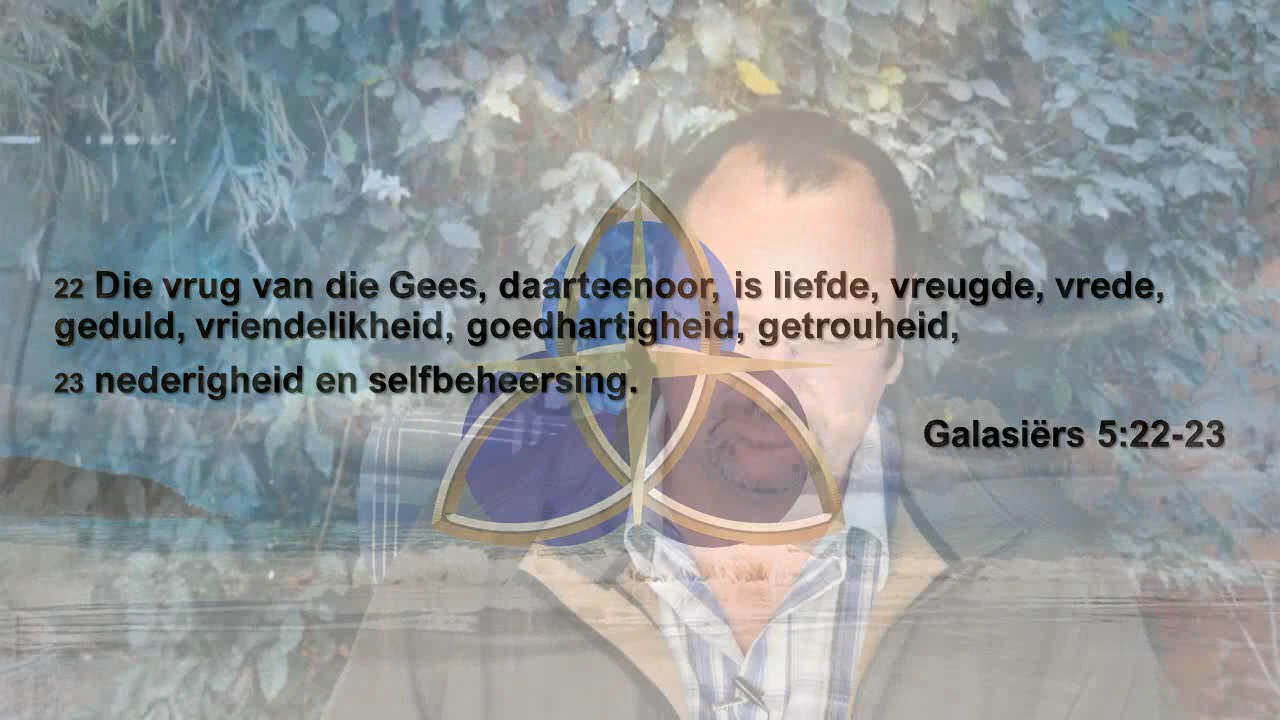 22 Die vrug van die Gees, daarteenoor, is liefde, vreugde, vrede,
geduld, vriendelikheid, goedhartigheid, getrouheid,
23 nederigheid en selfbeheersing.
Galasiërs 5:22-23